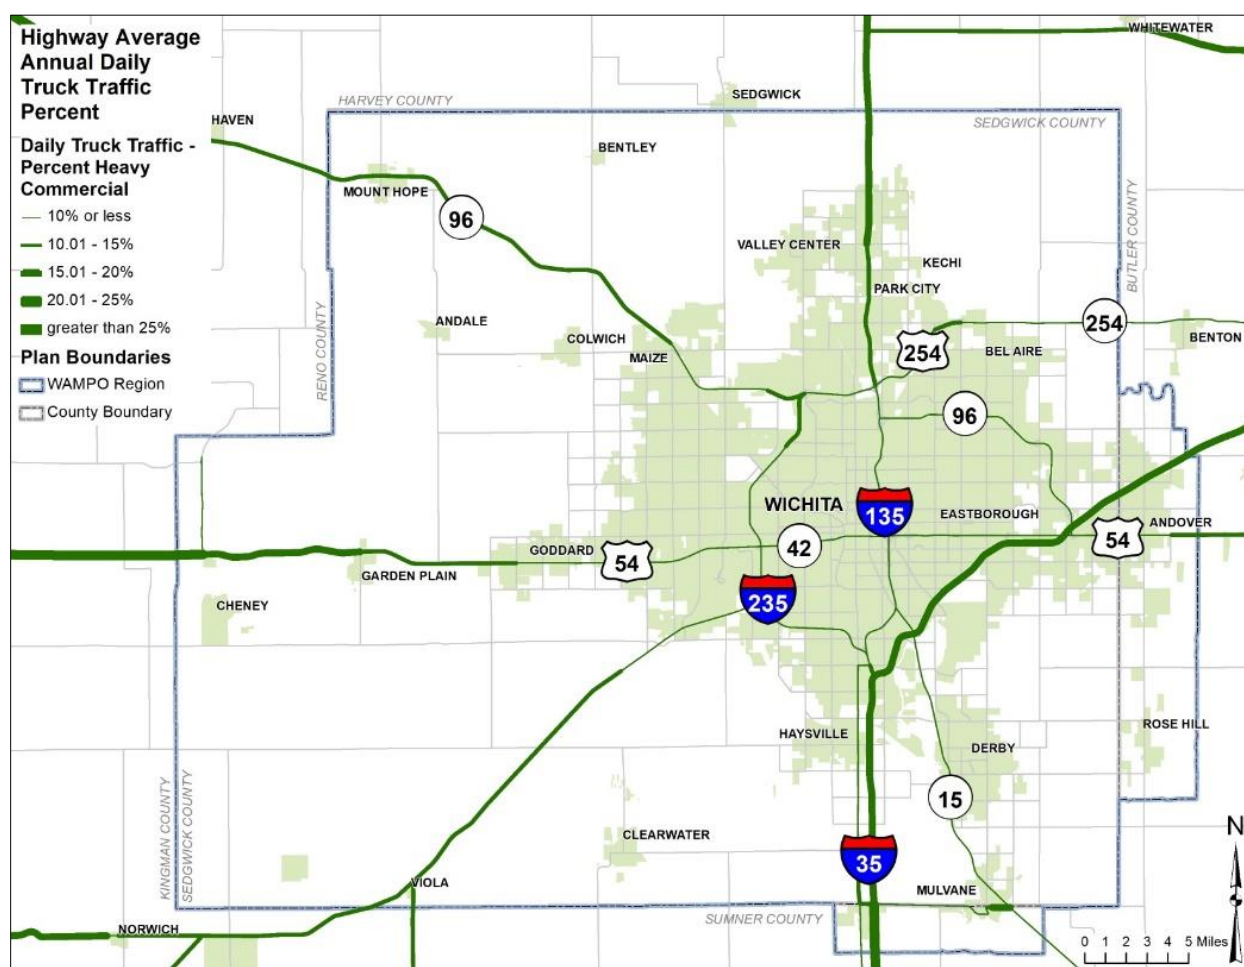 Highway Average
Annual Daily
Truck Traffic
Percent
Daily Truck Traffic -
Percent Heavy
Commercial
10% or less
10.01 - 15%
15.01 - 20%
20.01 - 25%
greater than 25%
Plan Boundaries
WAMPO Region
County Boundary
WHITEWATER
HARVEY COUNTY
SEDGWICK
SEDGWICK COUNTY
HAVEN
BENTLEY
MOUNT HOPE
96
BUTLER COUNTY
VALLEY CENTER
KECHI
PARK CITY
RENO COUNTY
ANDALE
COLWICH
MAIZE
254
254
BEL AIRE
BENTON
96
WICHITA
135
EASTBOROUGH
ANDOVER
GODDARD
54
42
54
GARDEN PLAIN
CHENEY
235
HAYSVILLE
DERBY
ROSE HILL
15
KINGMAN COUNTY
SEDGWICK COUNTY
CLEARWATER
35
VIOLA
MULVANE
SUMNER COUNTY
NORWICH
N
0 1 2 3 4 5 Miles